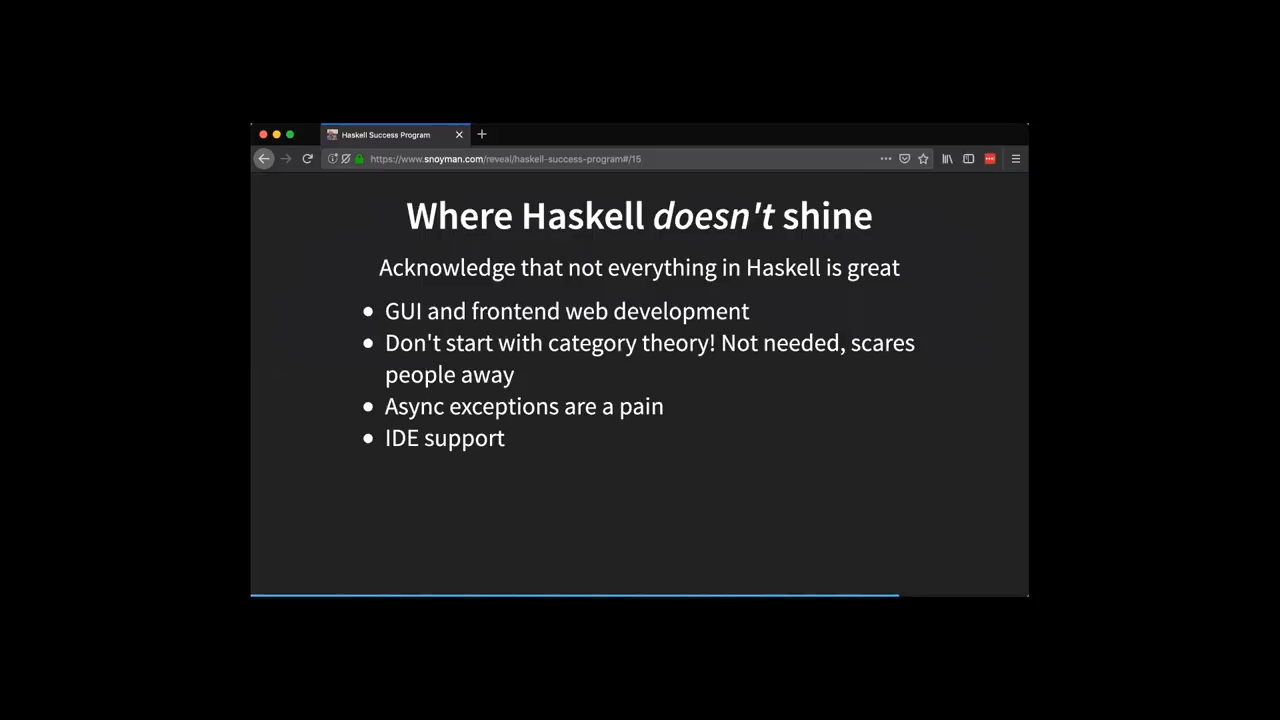 Haskell Success Program
https://www.snoyman.com/reveal/haskell-success-program#/15
Where Haskell doesn't shine
Acknowledge that not everything in Haskell is great
• GUI and frontend web development
• Don't start with category theory! Not needed, scares
people away
• Async exceptions are a pain
• IDE support